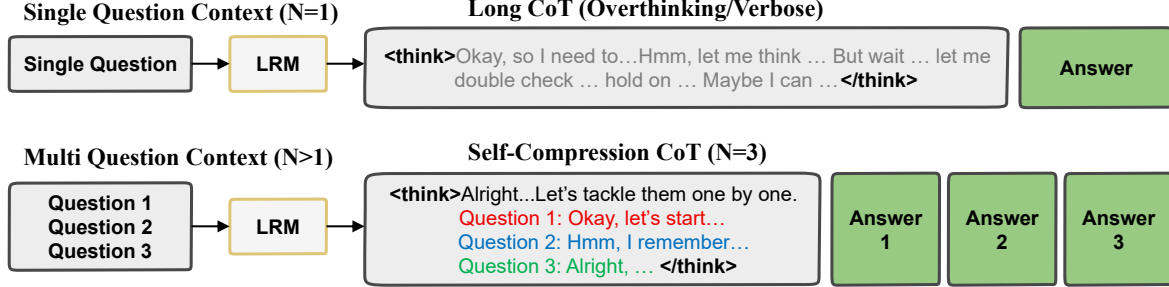 Single Question Context (N=1)
Long CoT (Overthinking/Verbose)
Single Question
LRM
<think>Okay, so I need to…Hmm, let me think … But wait … let me
double check … hold on … Maybe I can …</think>
Answer
Multi Question Context (N>1)
Self-Compression CoT (N=3)
Question 1
Question 2
Question 3
LRM
<think>Alright...Let's tackle them one by one.
Question 1: Okay, let's start…
Question 2: Hmm, I remember…
Question 3: Alright, … </think>
Answer
1
Answer
2
Answer
3